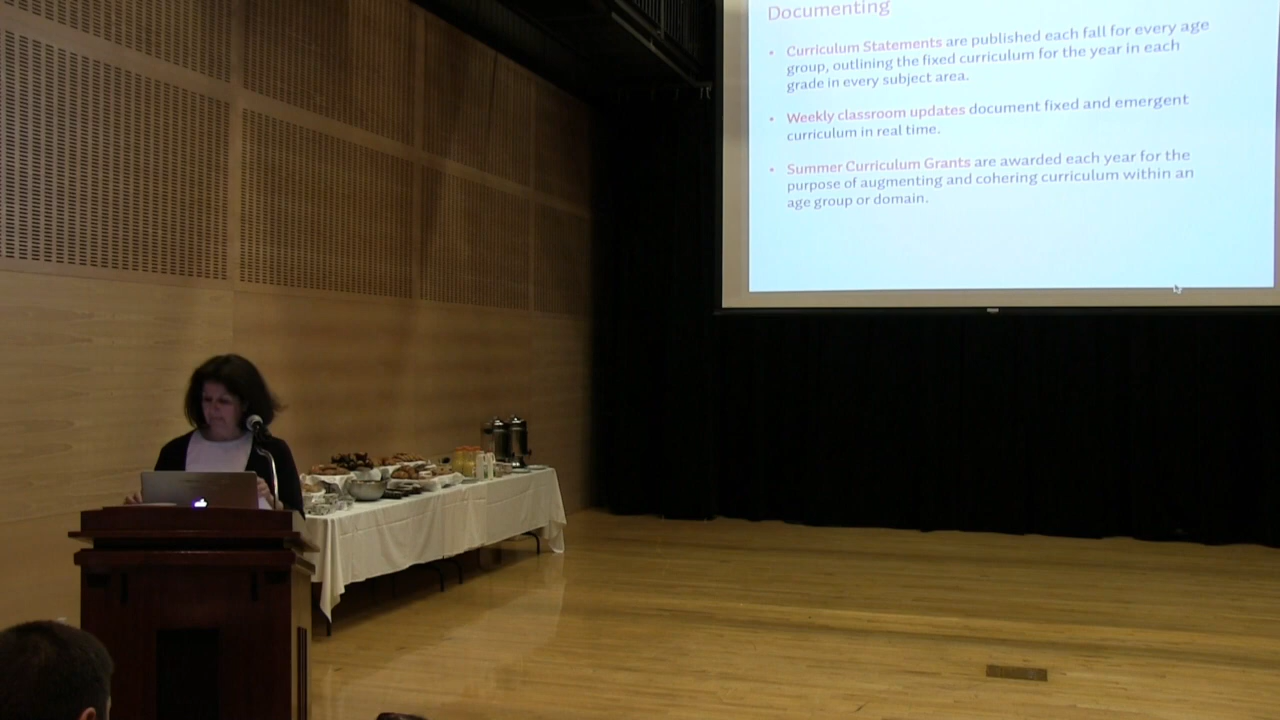 Documenting
• Curriculum Statements are published each fall for every age
group, outlining the fixed curriculum for the year in each
grade in every subject area.
• Weekly classroom updates document fixed and emergent
curriculum in real time.
• Summer Curriculum Grants are awarded each year for the
purpose of augmenting and cohering curriculum within an
age group or domain.